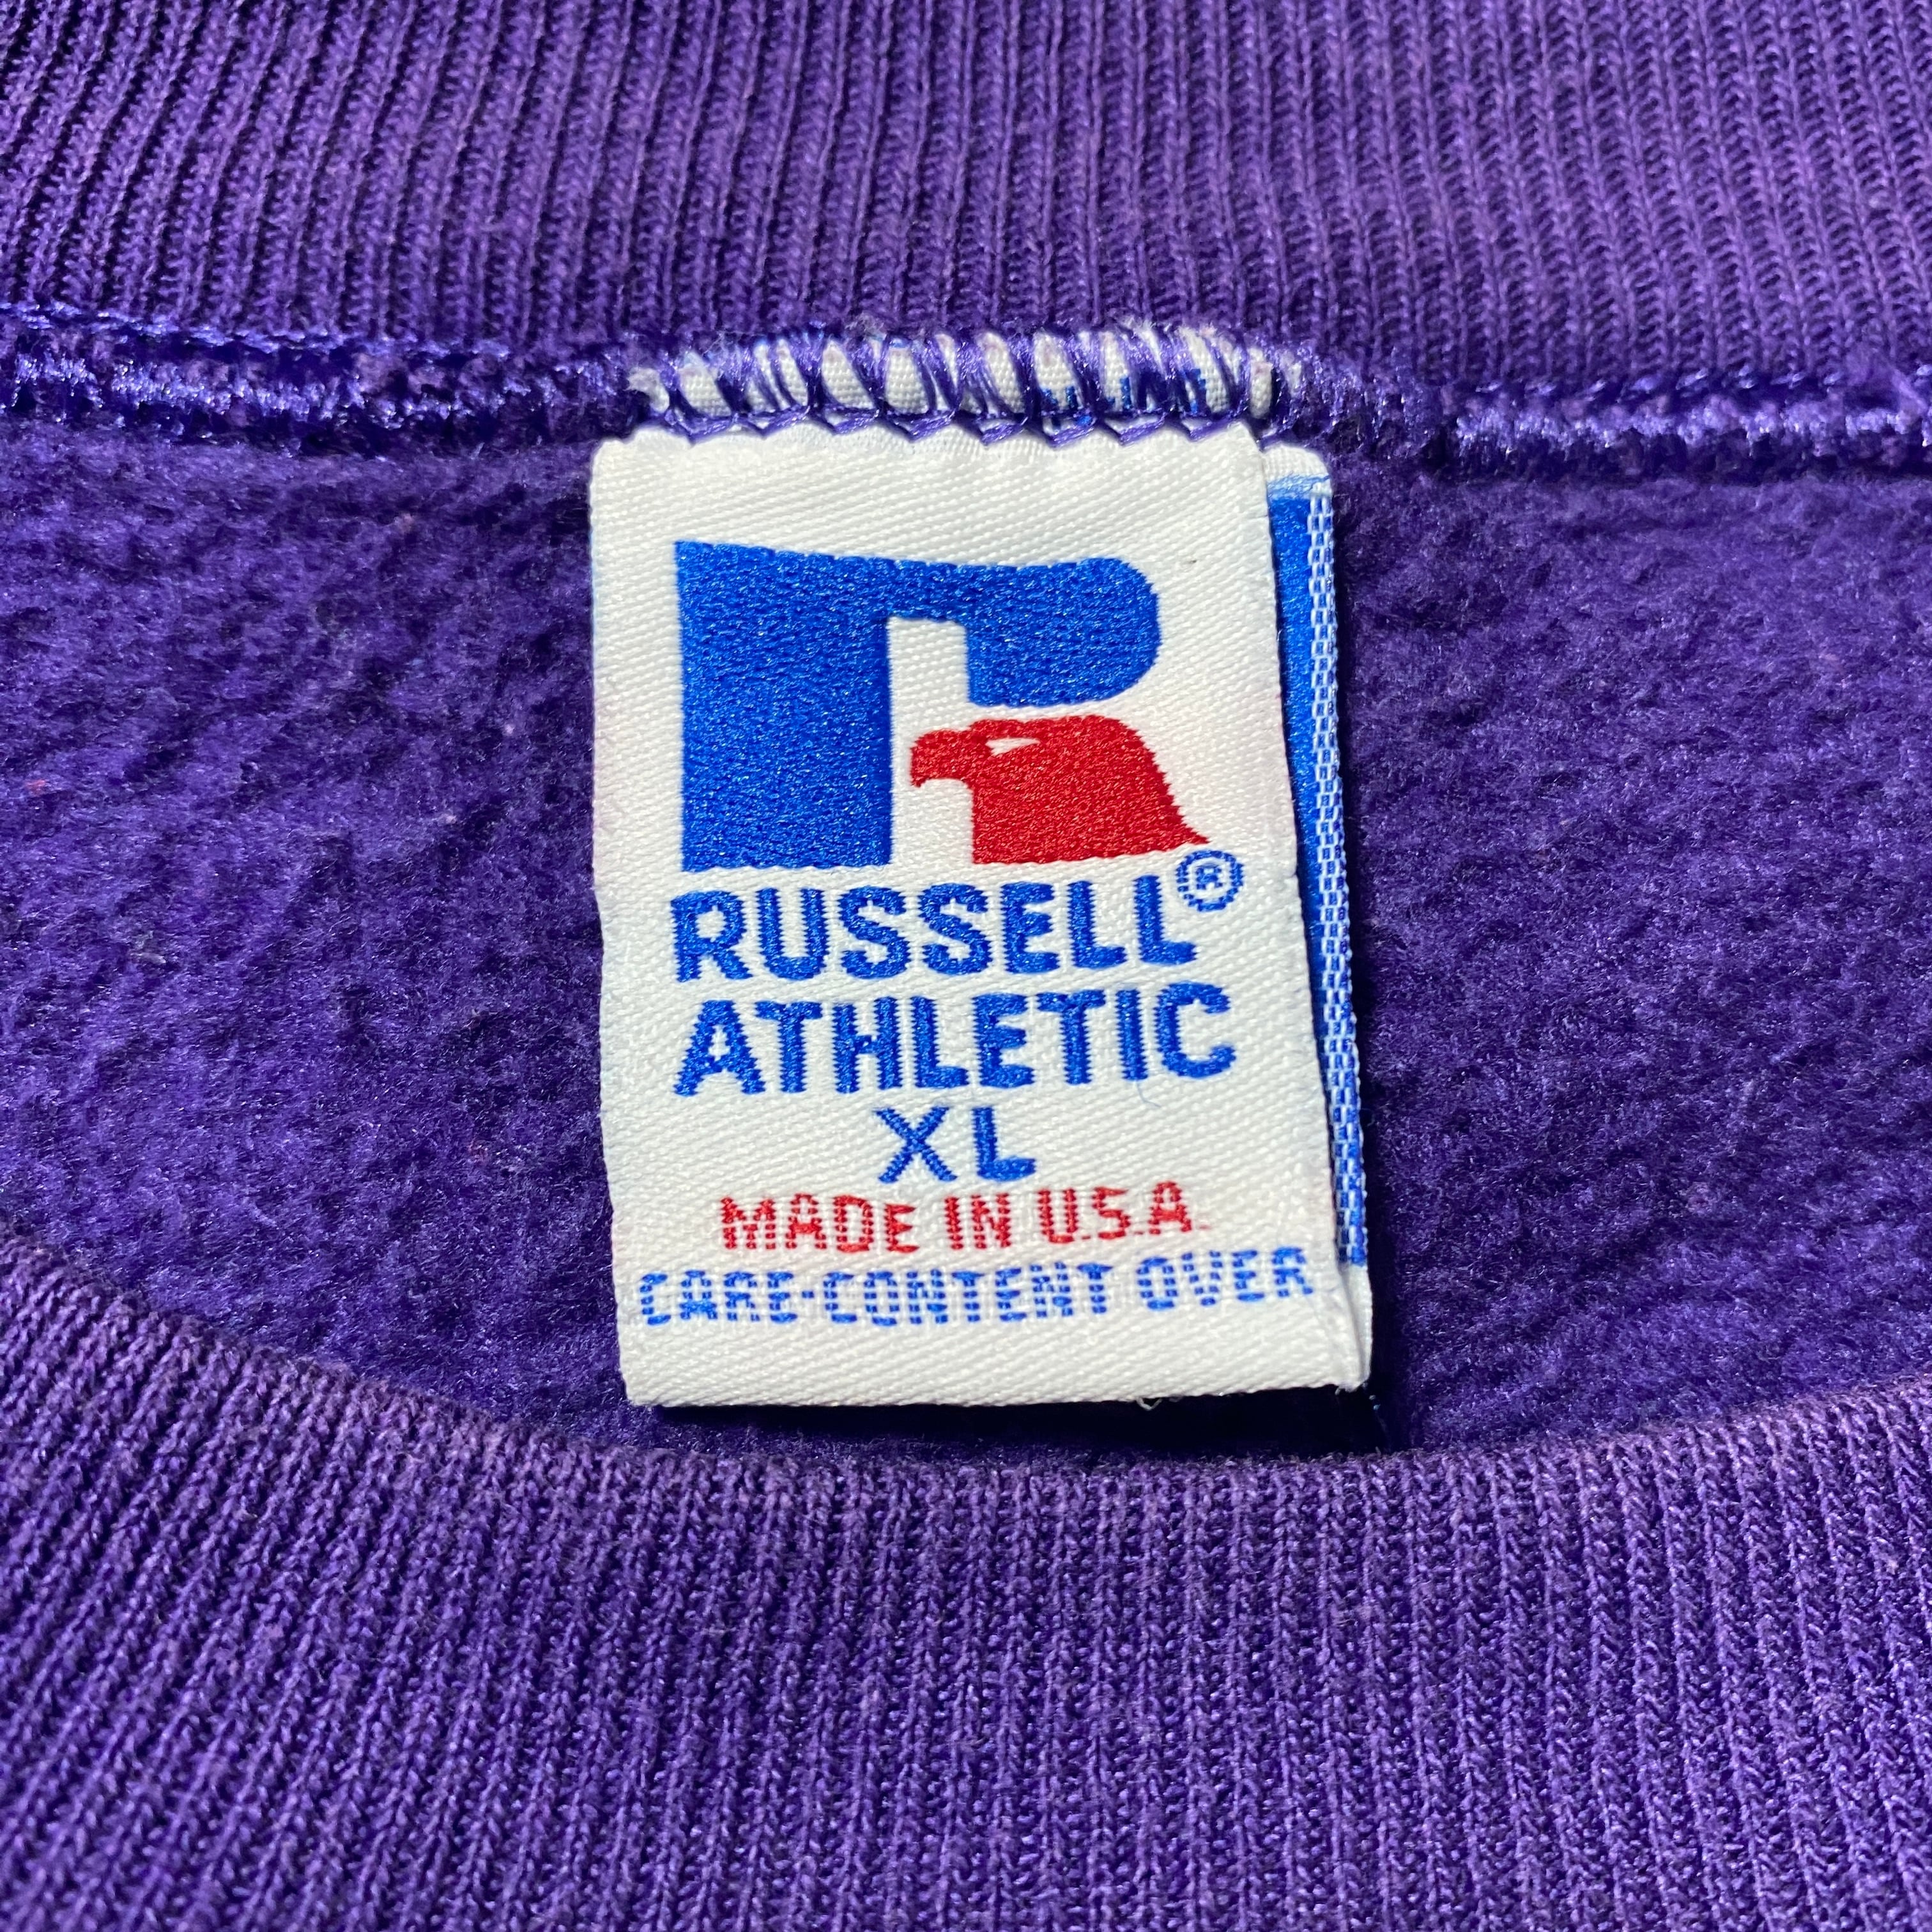 R
RUSSELL®
ATHLETIC
XL
MADE IN U.S.A.
CARE-CONTENT OVER